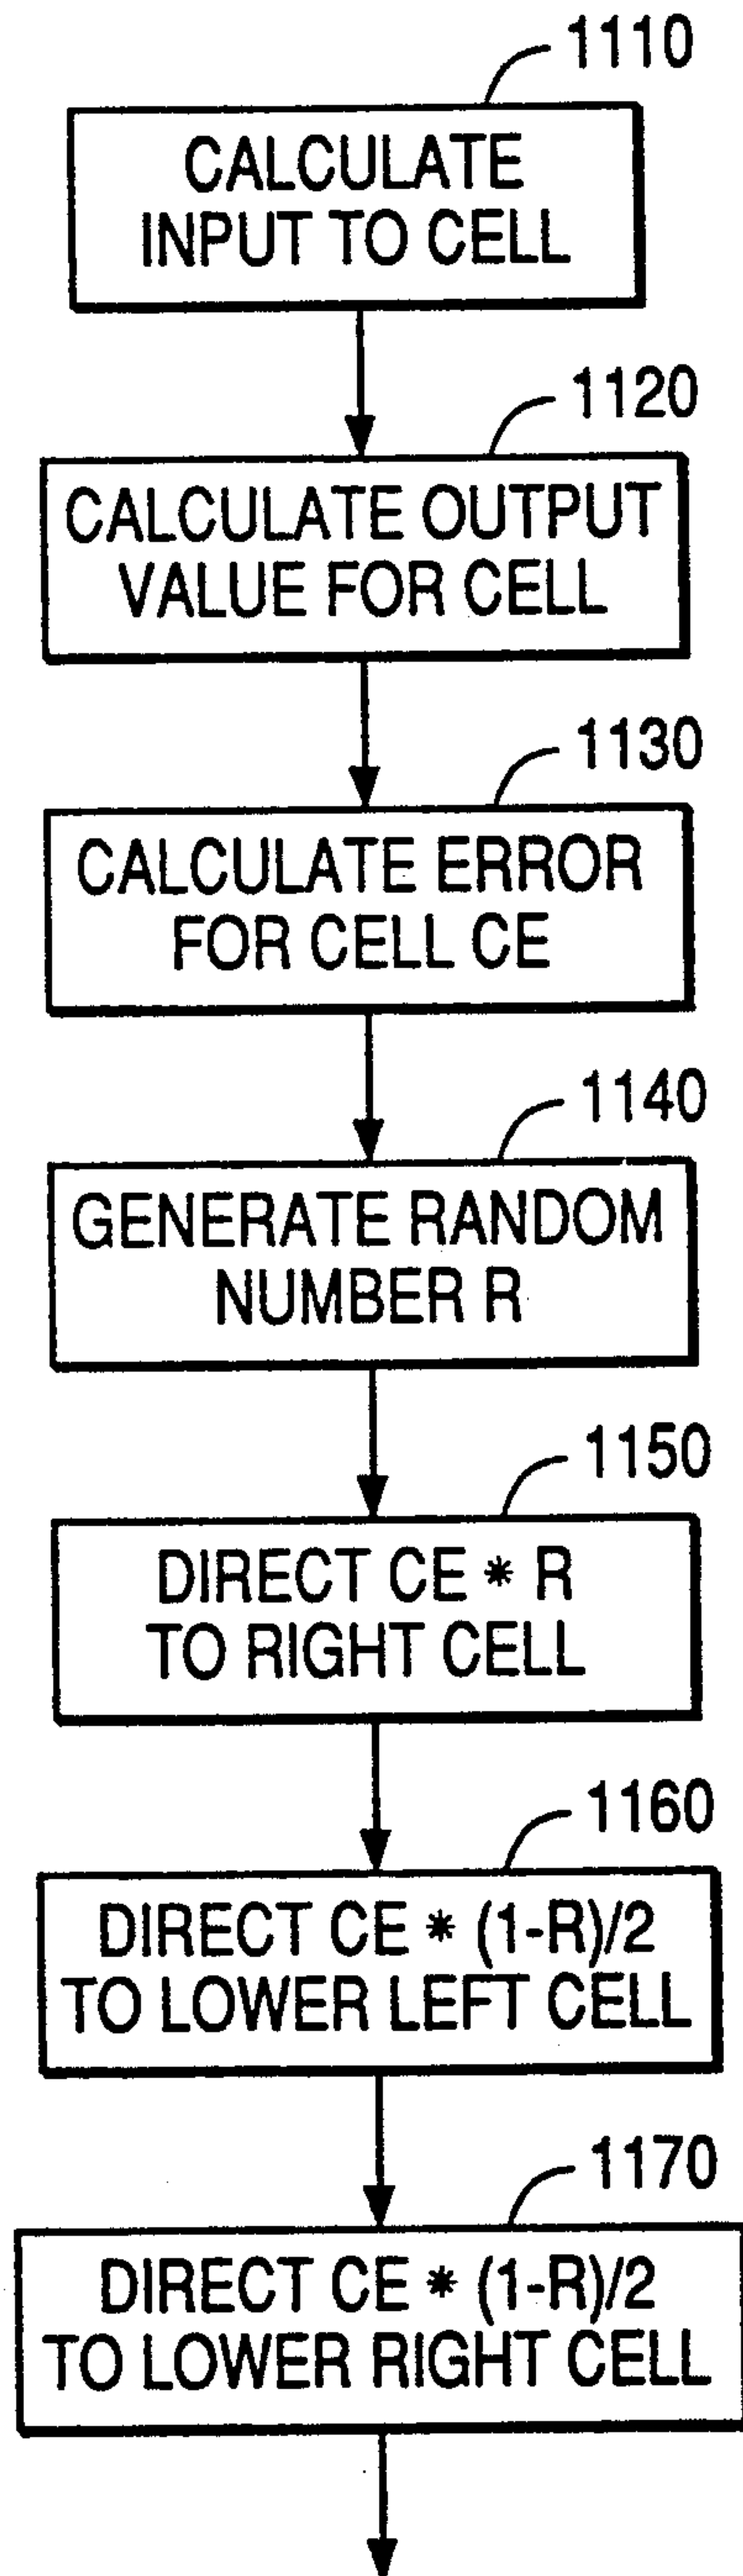 1110
CALCULATE
INPUT TO CELL
1120
CALCULATE OUTPUT
VALUE FOR CELL
1130
CALCULATE ERROR
FOR CELL CE
1140
GENERATE RANDOM
NUMBER R
1150
DIRECT CE * R
TO RIGHT CELL
1160
DIRECT CE * (1-R)/2
TO LOWER LEFT CELL
1170
DIRECT CE * (1-R)/2
TO LOWER RIGHT CELL